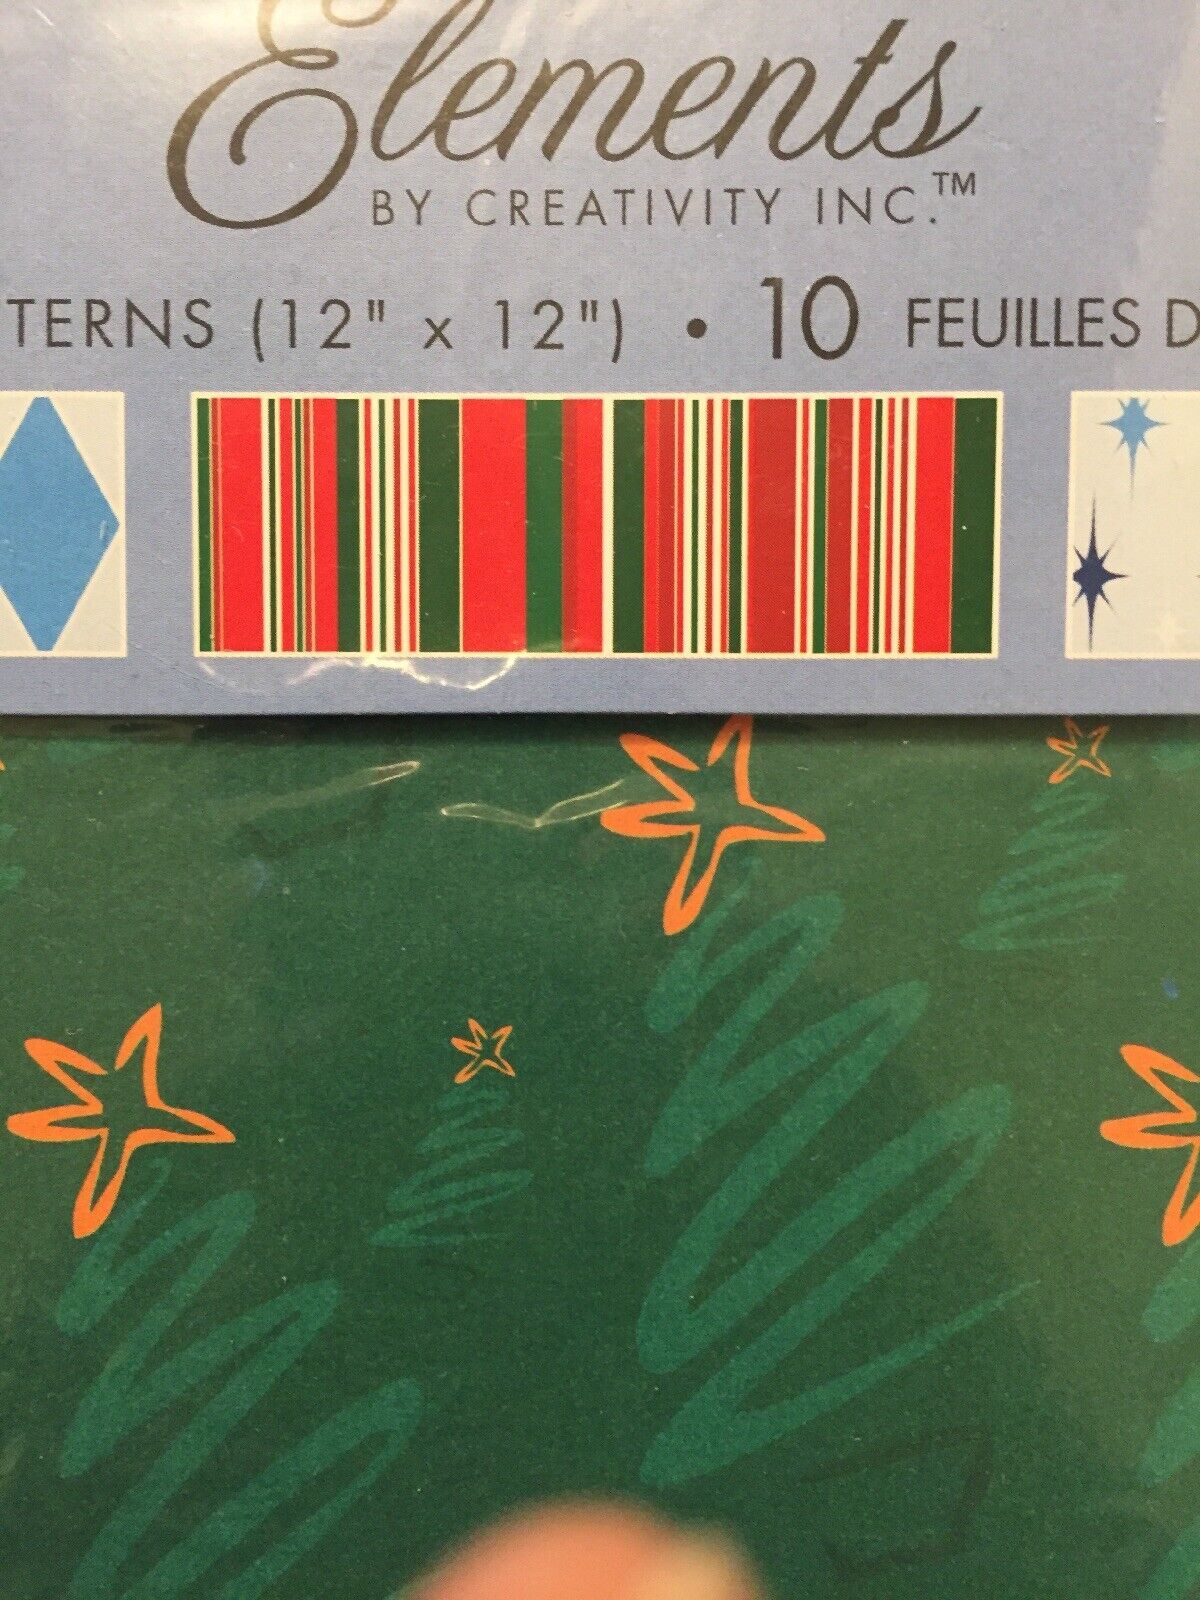 Elements
BY CREATIVITY INC.™
TERNS (12" x 12") • 10 FEUILLES D